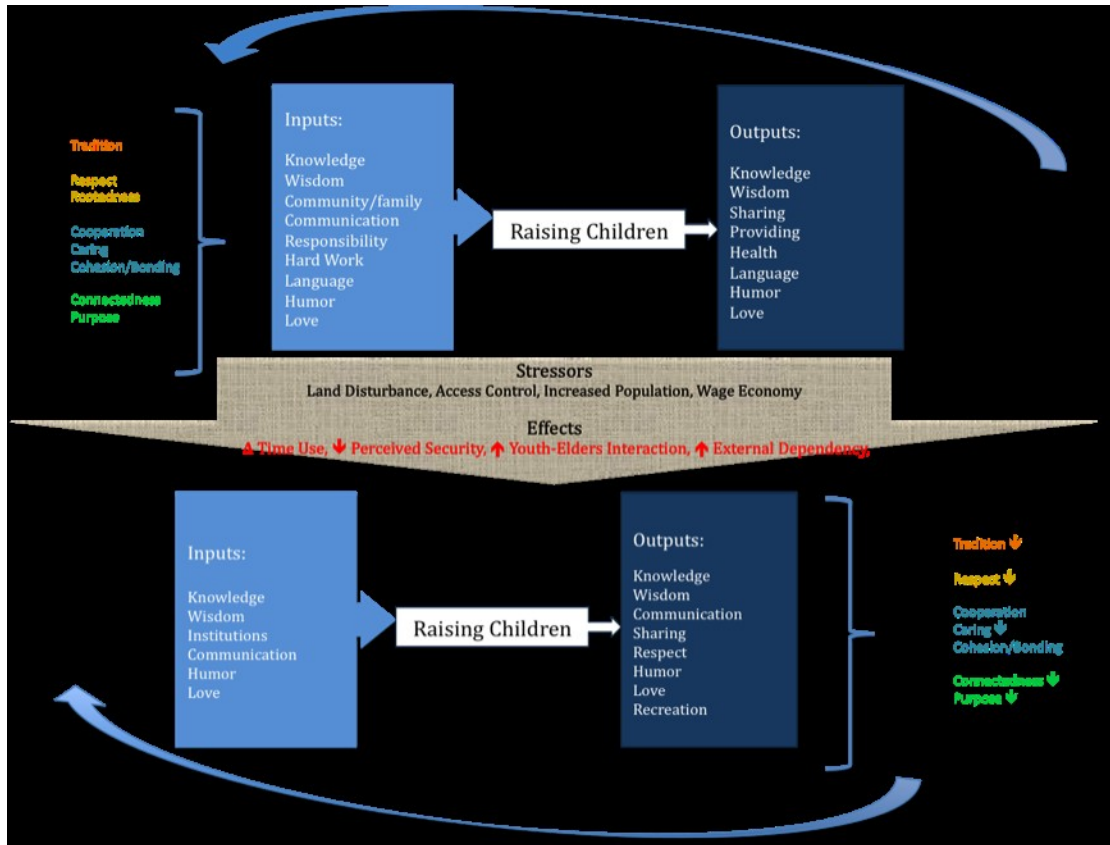 Tradition
Respect
Rootedness
Cooperation
Caring
Cohesion/Bonding
Connectedness
Purpose
Inputs:
Knowledge
Wisdom
Community/family
Communication
Responsibility
Hard Work
Language
Humor
Love
Raising Children
Outputs:
Knowledge
Wisdom
Sharing
Providing
Health
Language
Humor
Love
Stressors
Land Disturbance, Access Control, Increased Population, Wage Economy
Effects
Δ Time Use, ↓ Perceived Security, ↑ Youth-Elders Interaction, ↑ External Dependency,
Inputs:
Knowledge
Wisdom
Institutions
Communication
Humor
Love
Raising Children
Outputs:
Knowledge
Wisdom
Communication
Sharing
Respect
Humor
Love
Recreation
Tradition ↓
Respect ↓
Cooperation
Caring ↓
Cohesion/Bonding
Connectedness ↓
Purpose ↓